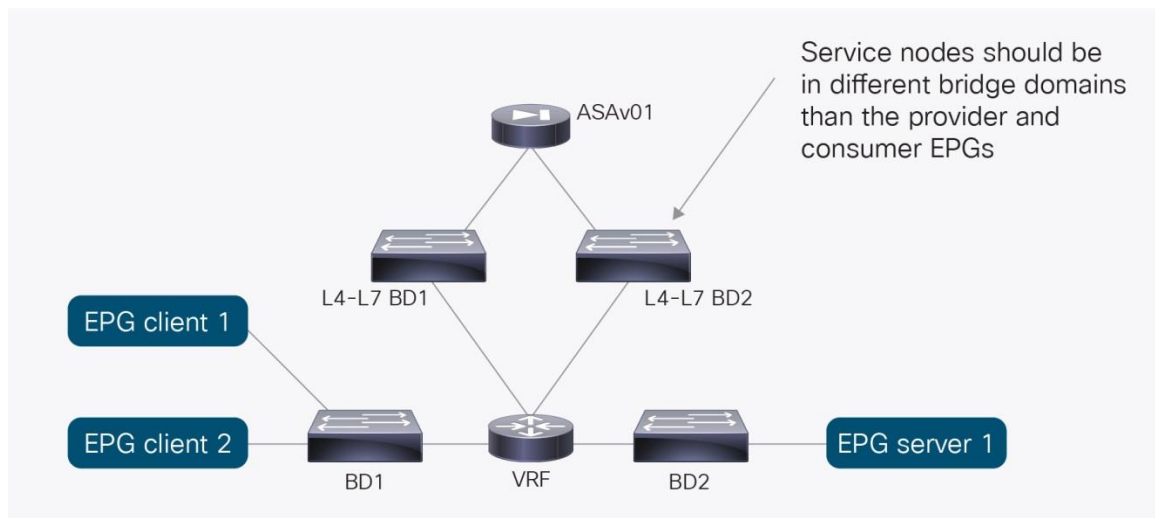 Service nodes should be
in different bridge domains
than the provider and
consumer EPGs
ASAv01
L4-L7 BD1
L4-L7 BD2
EPG client 1
EPG client 2
EPG server 1
BD1
VRF
BD2